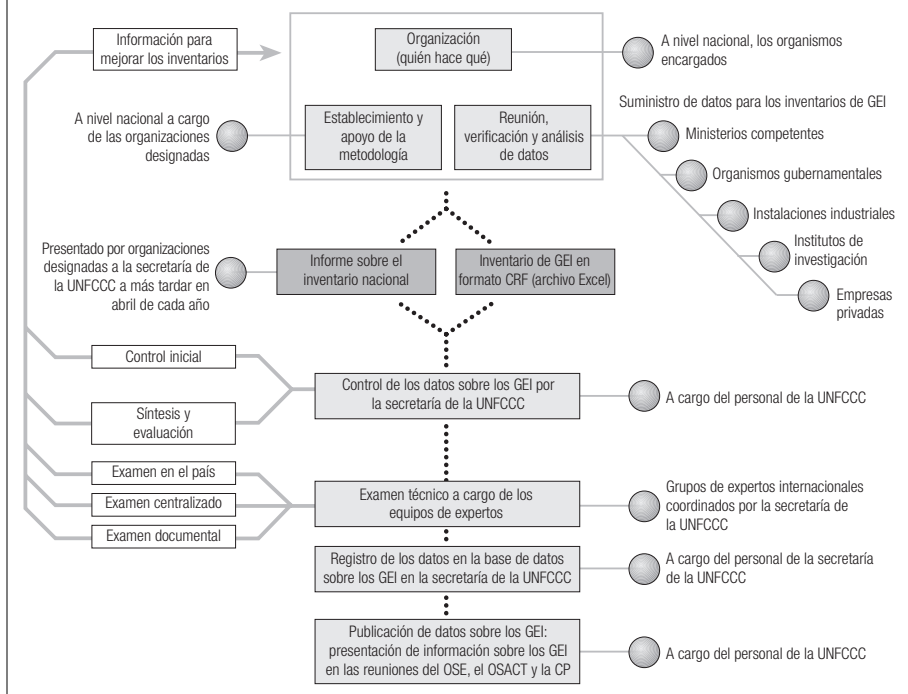 Información para
mejorar los inventarios
Organización
(quién hace qué)
A nivel nacional, los organismos
encargados
Suministro de datos para los inventarios de GEI
A nivel nacional a cargo
de las organizaciones
designadas
Establecimiento y
apoyo de la
metodología
Reunión,
verificación y análisis
de datos
Ministerios competentes
Organismos gubernamentales
Instalaciones industriales
Institutos de
investigación
Empresas
privadas
Presentado por organizaciones
designadas a la secretaría de
la UNFCCC a más tardar en
abril de cada año
Informe sobre el
inventario nacional
Inventario de GEI en
formato CRF (archivo Excel)
Control inicial
Síntesis y
evaluación
Control de los datos sobre los GEI por
la secretaría de la UNFCCC
A cargo del personal de la UNFCCC
Examen en el país
Examen centralizado
Examen documental
Examen técnico a cargo de los
equipos de expertos
Grupos de expertos internacionales
coordinados por la secretaría de
la UNFCCC
Registro de los datos en la base de datos
sobre los GEI en la secretaría de la UNFCCC
A cargo del personal de la secretaría
de la UNFCCC
Publicación de datos sobre los GEI:
presentación de información sobre los GEI
en las reuniones del OSE, el OSACT y la CP
A cargo del personal de la UNFCCC